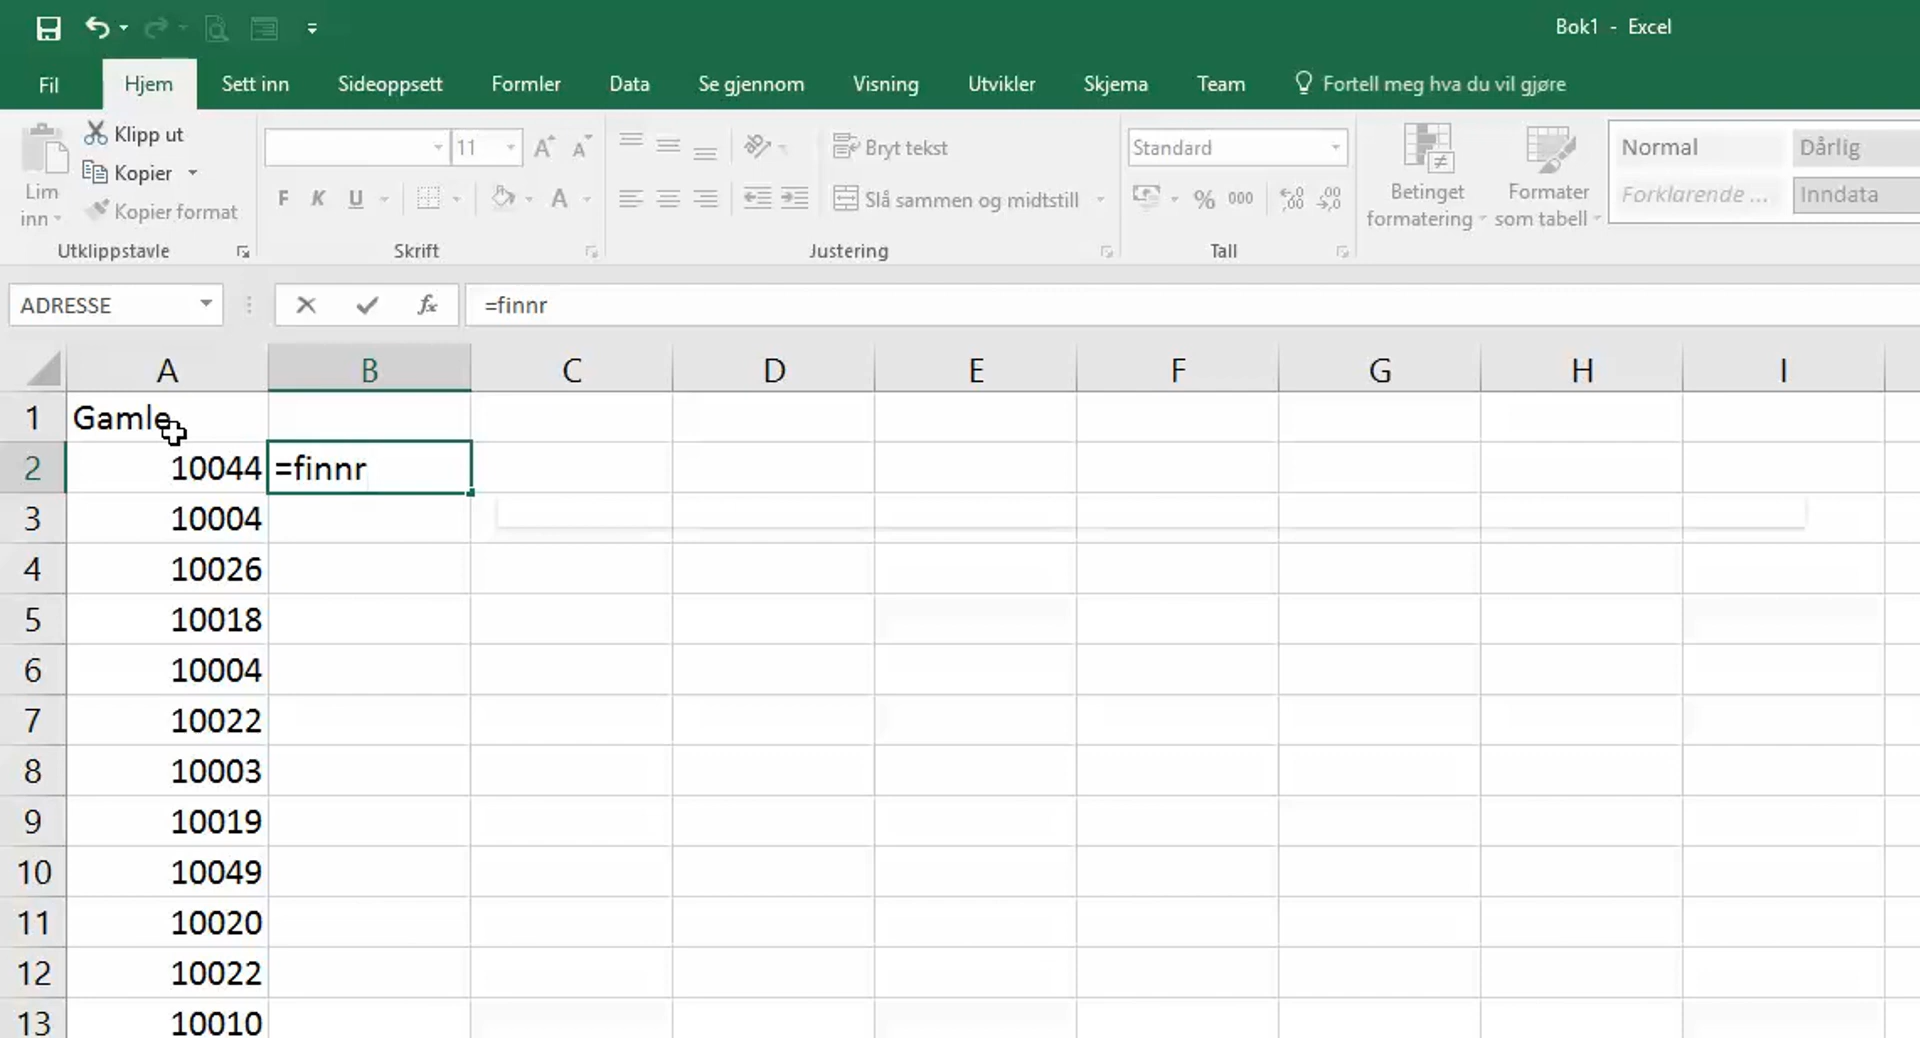 Bok1 - Excel
Fil Hjem Sett inn Sideoppsett Formler Data Se gjennom Visning Utvikler Skjema Team Fortell meg hva du vil gjøre
Lim inn
Klipp ut
Kopier
Kopier format
Utklippstavle
11
F K U
Skrift
Bryt tekst
Slå sammen og midtstill
Justering
Standard
% 000 ,00 ,0
Tall
Betinget formatering
Formater som tabell
Normal Dårlig
Forklarende ... Inndata
ADRESSE fx =finnr
A B C D E F G H I
1 Gamle
2 10044 =finnr
3 10004
4 10026
5 10018
6 10004
7 10022
8 10003
9 10019
10 10049
11 10020
12 10022
13 10010